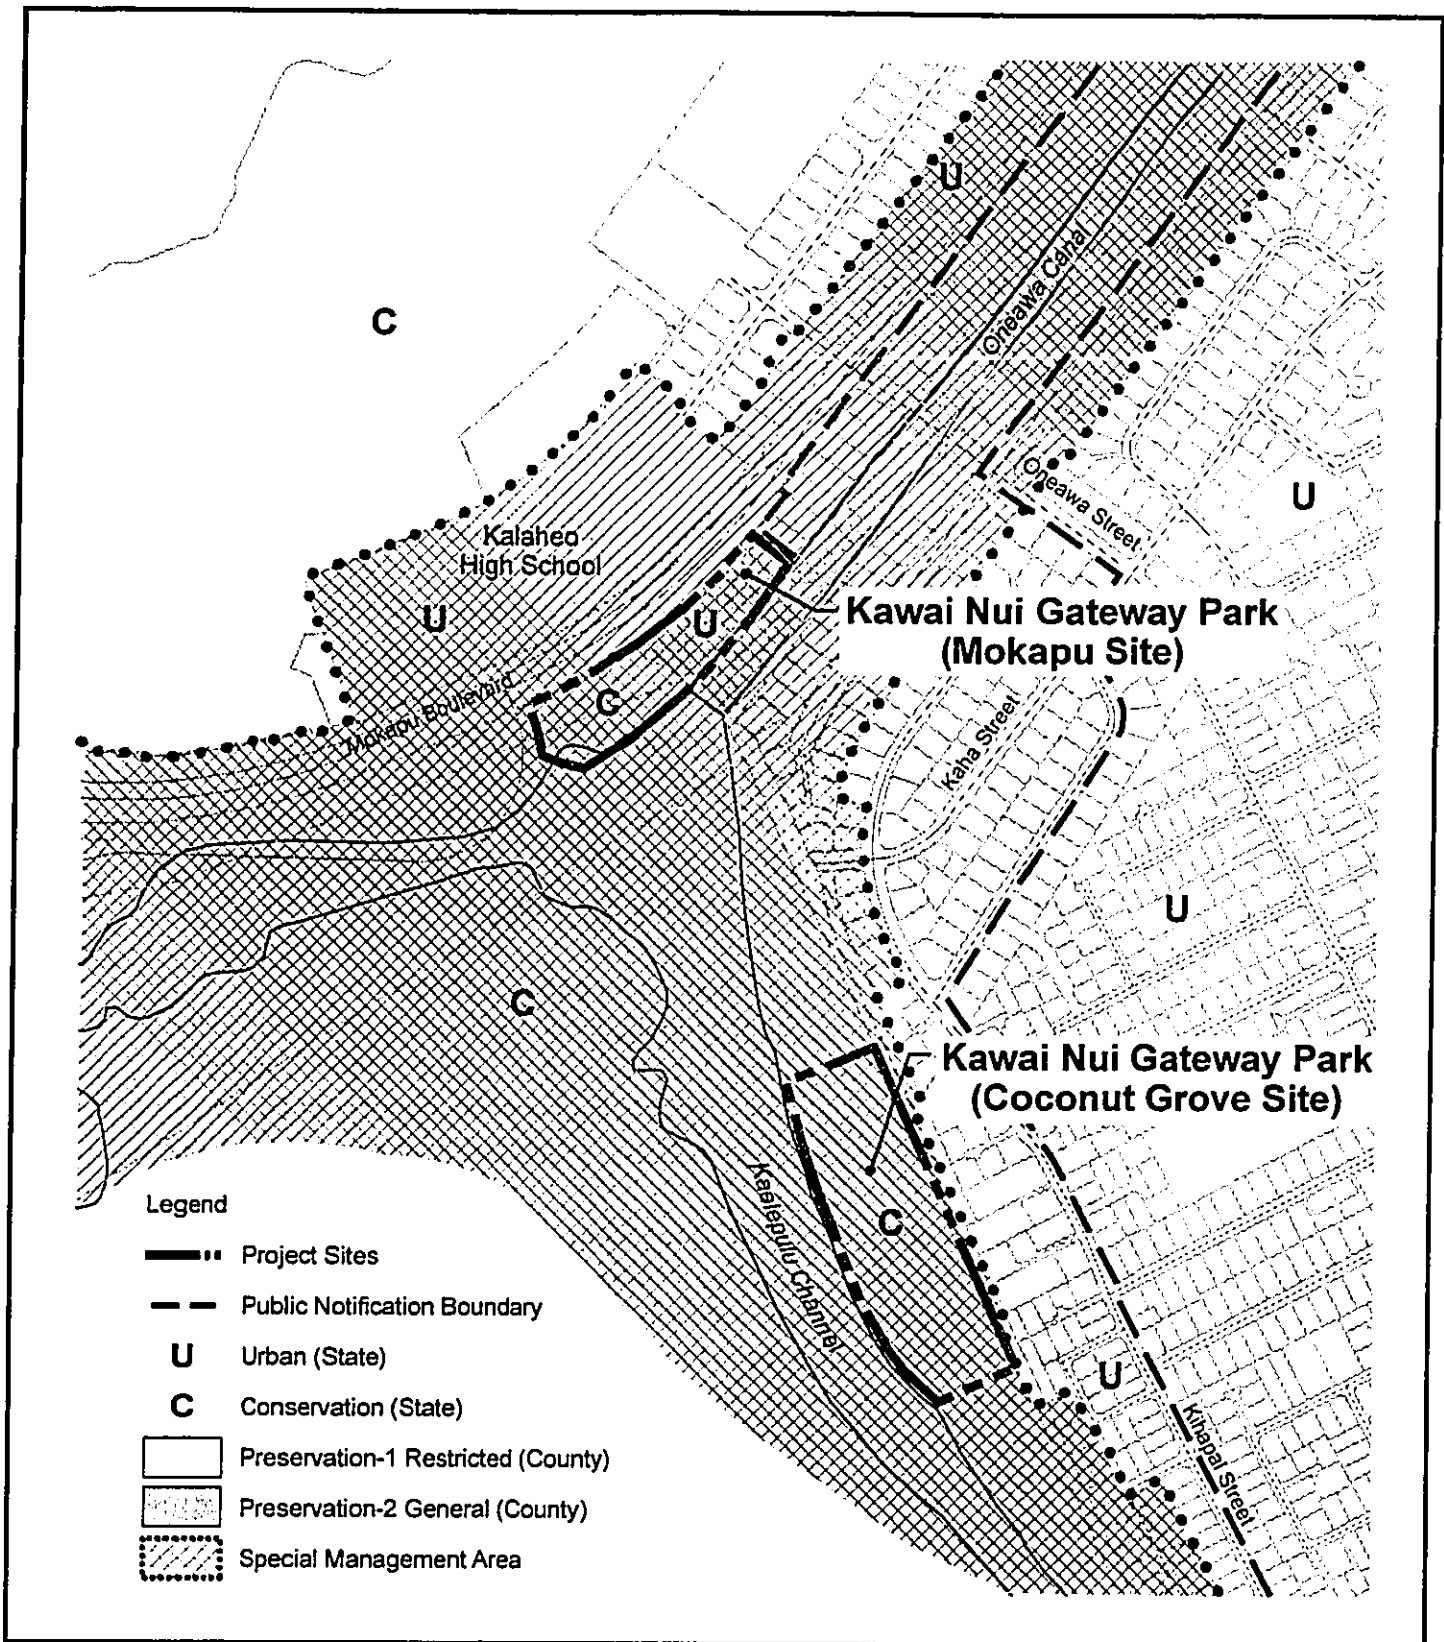 U
Oneawa Canal
C
Oneawa Street
U
Kalaheo
High School
U
Kawai Nui Gateway Park
(Mokapu Site)
U
C
Mokapu Boulevard
Kaha Street
U
C
Kawai Nui Gateway Park
(Coconut Grove Site)
Kaelepulu Channel
C
U
Kihapai Street
Legend
Project Sites
Public Notification Boundary
U Urban (State)
C Conservation (State)
Preservation-1 Restricted (County)
Preservation-2 General (County)
Special Management Area